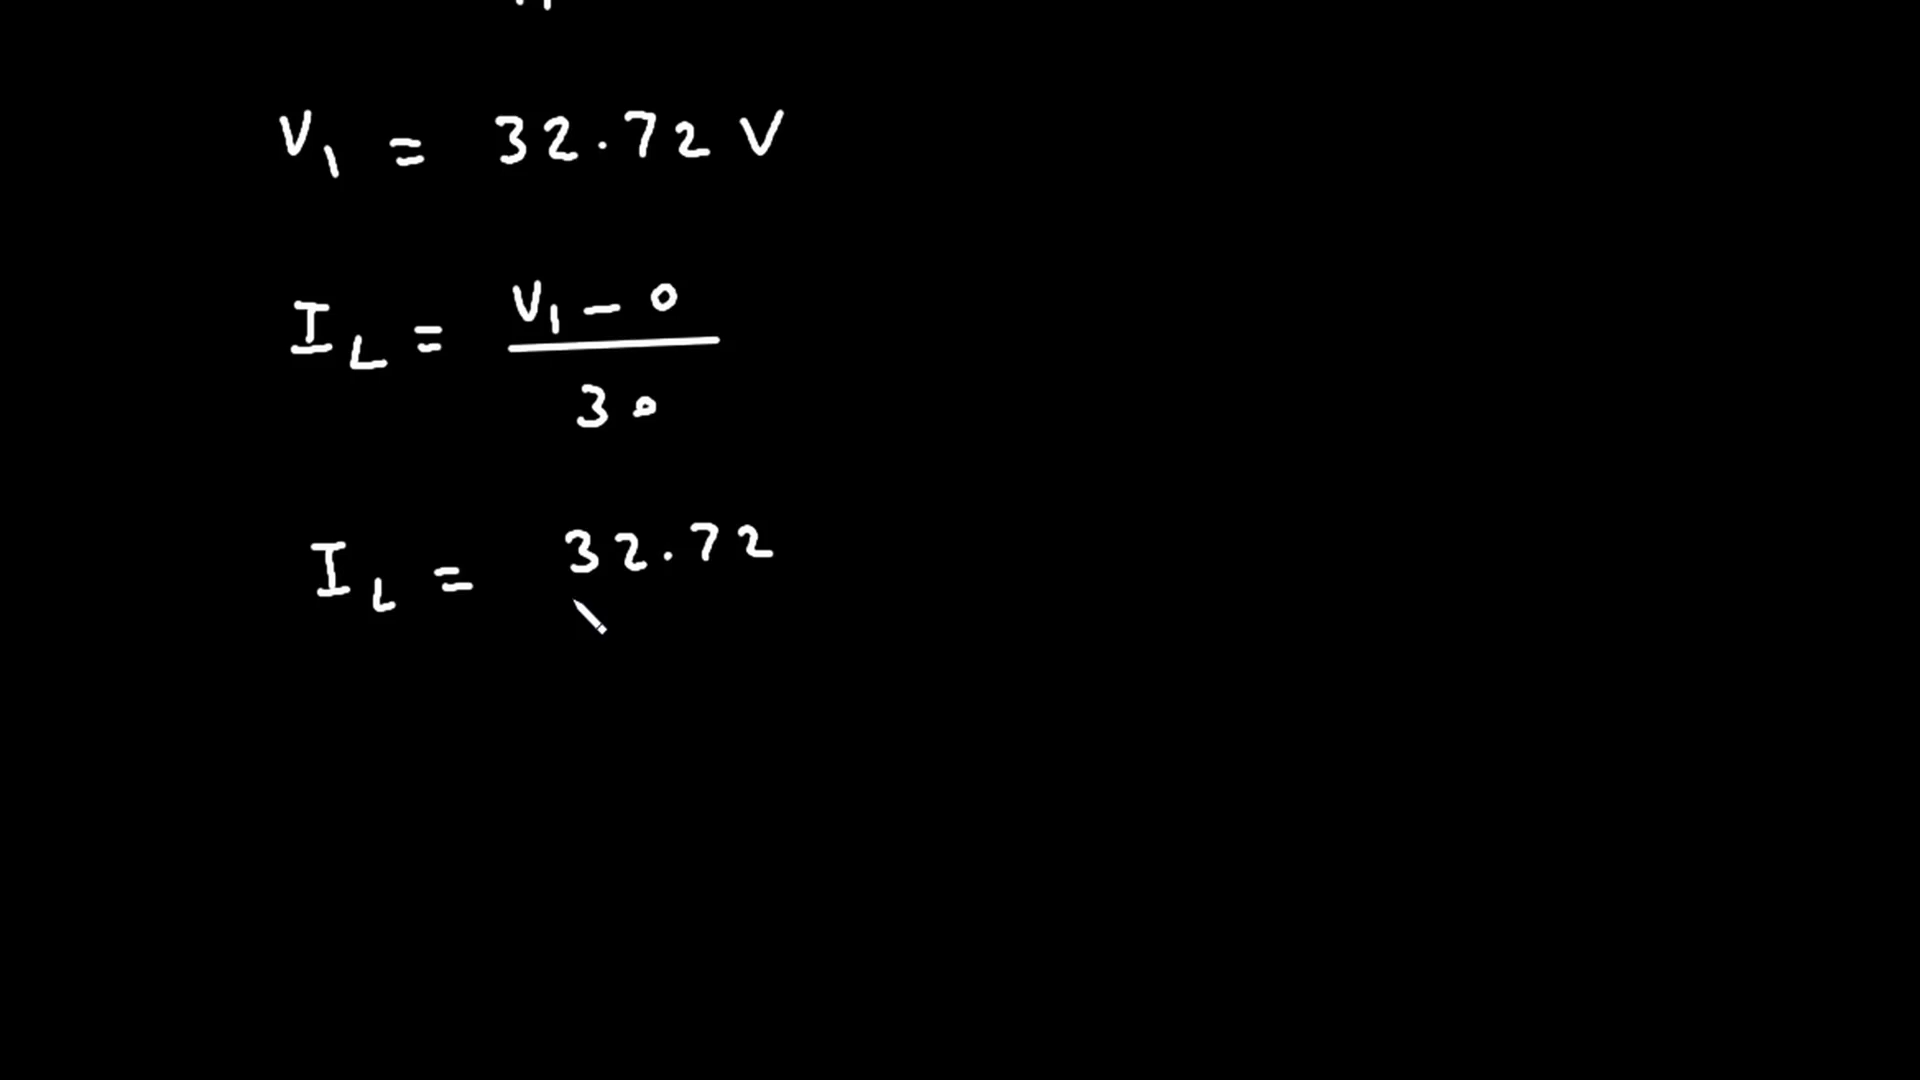 V₁ = 32.72 V
V₁ - 0
I_L =
30
I_L = 32.72